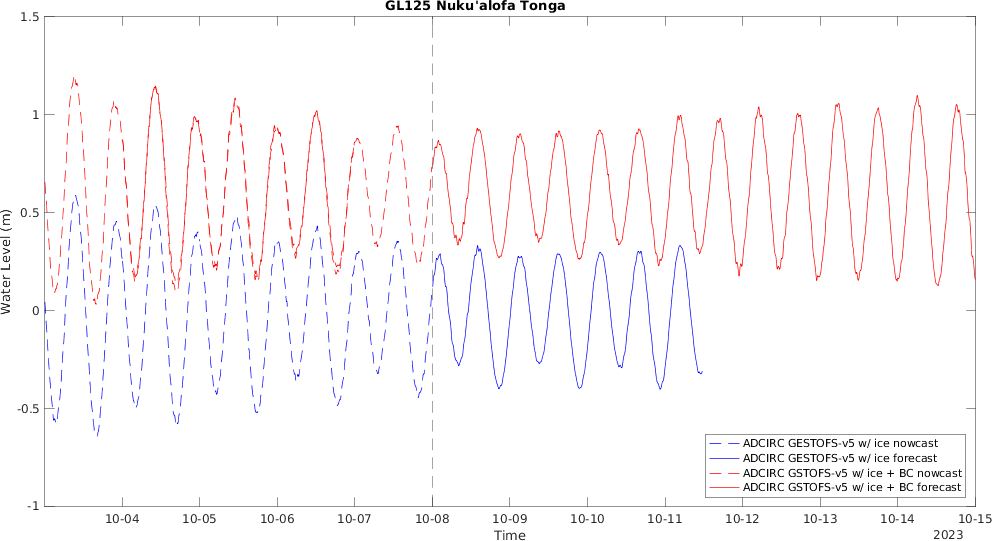 GL125 Nuku'alofa Tonga
1.5
1
0.5
0
-0.5
-1
Water Level (m)
10-04
10-05
10-06
10-07
10-08
10-09
10-10
10-11
10-12
10-13
10-14
10-15
Time
2023
ADCIRC GESTOFS-v5 w/ ice nowcast
ADCIRC GESTOFS-v5 w/ ice forecast
ADCIRC GSTOFS-v5 w/ ice + BC nowcast
ADCIRC GSTOFS-v5 w/ ice + BC forecast